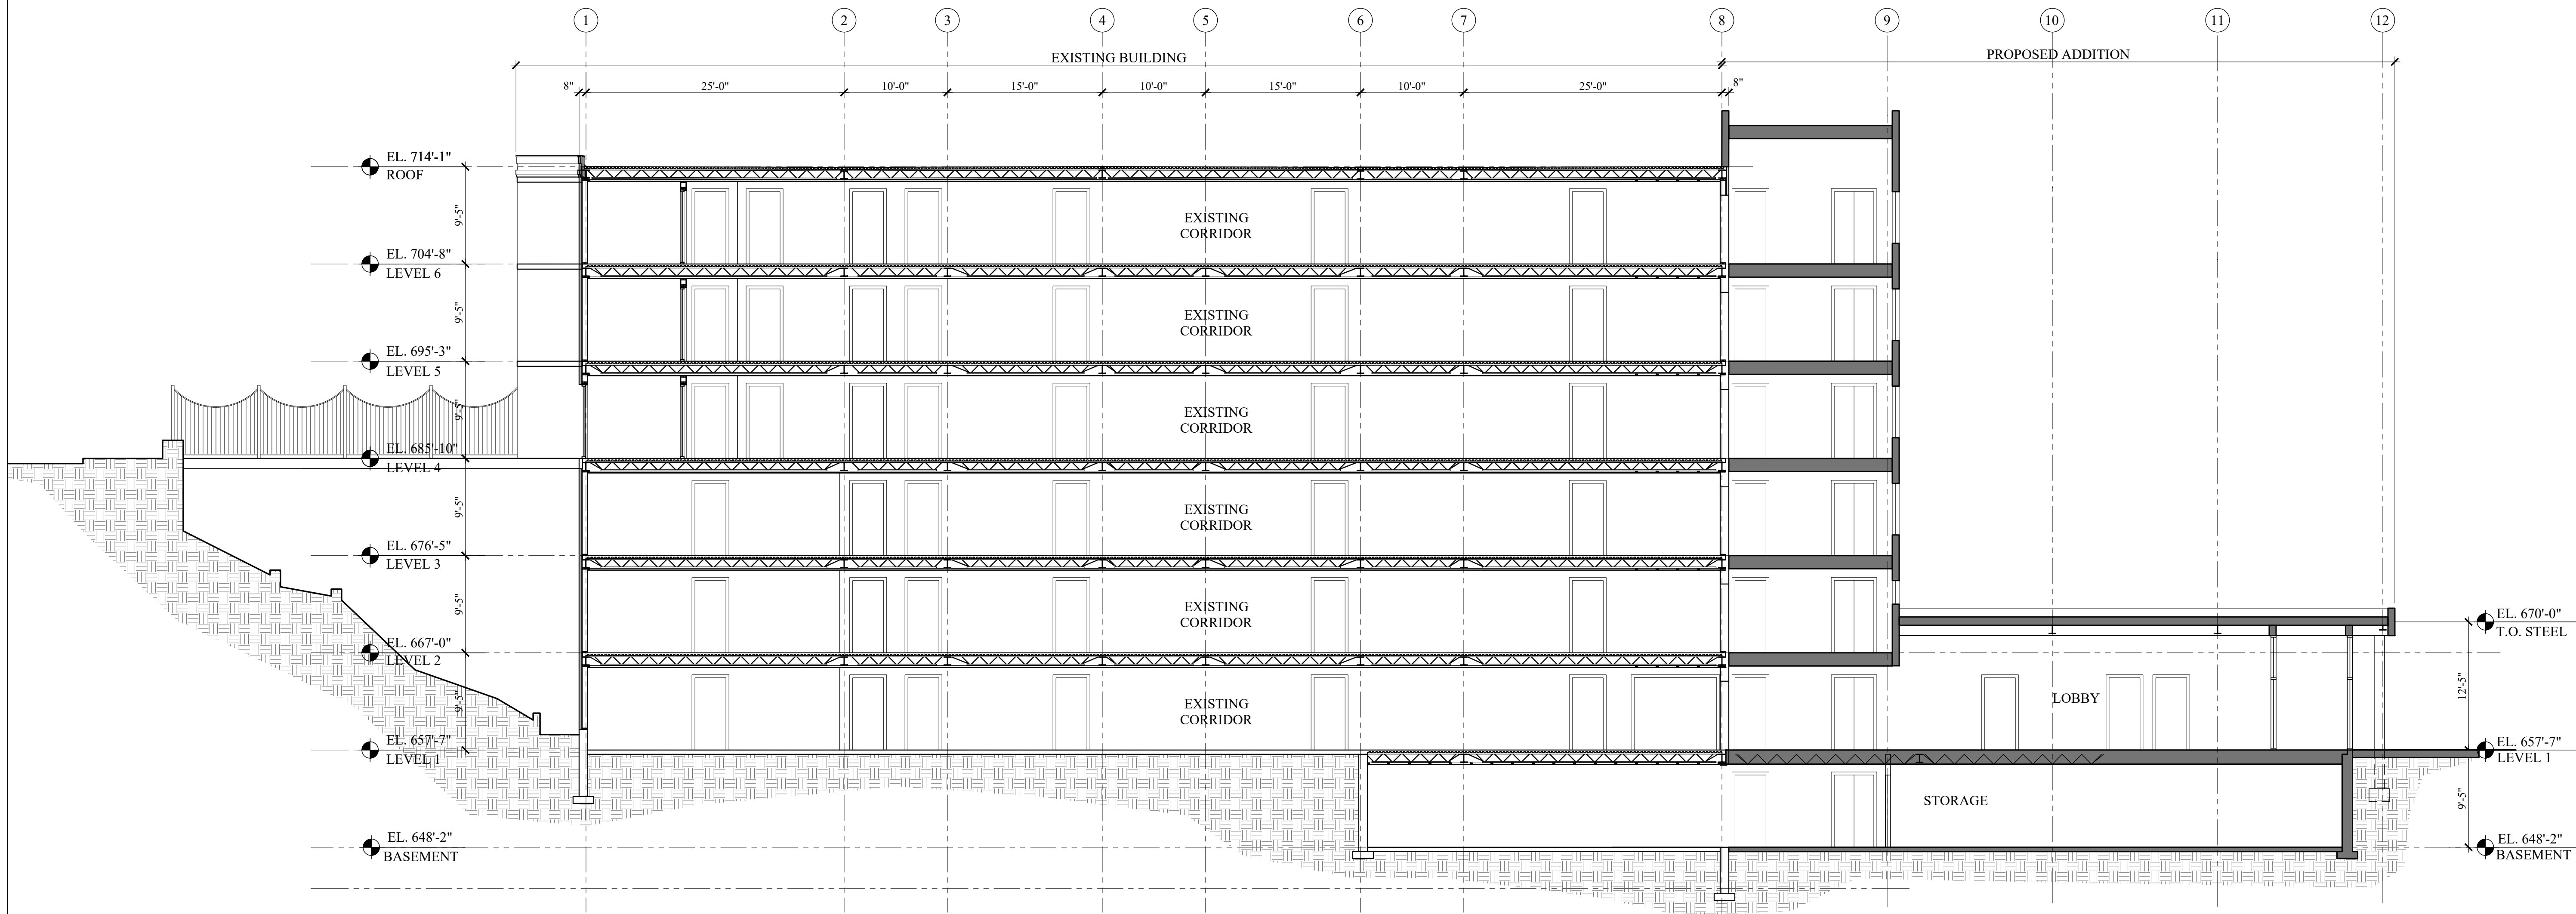 1 2 3 4 5 6 7 8 9 10 11 12
EXISTING BUILDING
PROPOSED ADDITION
8" 25'-0" 10'-0" 15'-0" 10'-0" 15'-0" 10'-0" 25'-0" 8"
EL. 714'-1"
ROOF
9'-5"
EXISTING
CORRIDOR
EL. 704'-8"
LEVEL 6
9'-5"
EXISTING
CORRIDOR
EL. 695'-3"
LEVEL 5
9'-5"
EXISTING
CORRIDOR
EL. 685'-10"
LEVEL 4
9'-5"
EXISTING
CORRIDOR
EL. 676'-5"
LEVEL 3
9'-5"
EXISTING
CORRIDOR
EL. 670'-0"
T.O. STEEL
EL. 667'-0"
LEVEL 2
9'-5"
EXISTING
CORRIDOR
LOBBY
12'-5"
EL. 657'-7"
LEVEL 1
EL. 657'-7"
LEVEL 1
STORAGE
9'-5"
EL. 648'-2"
BASEMENT
EL. 648'-2"
BASEMENT